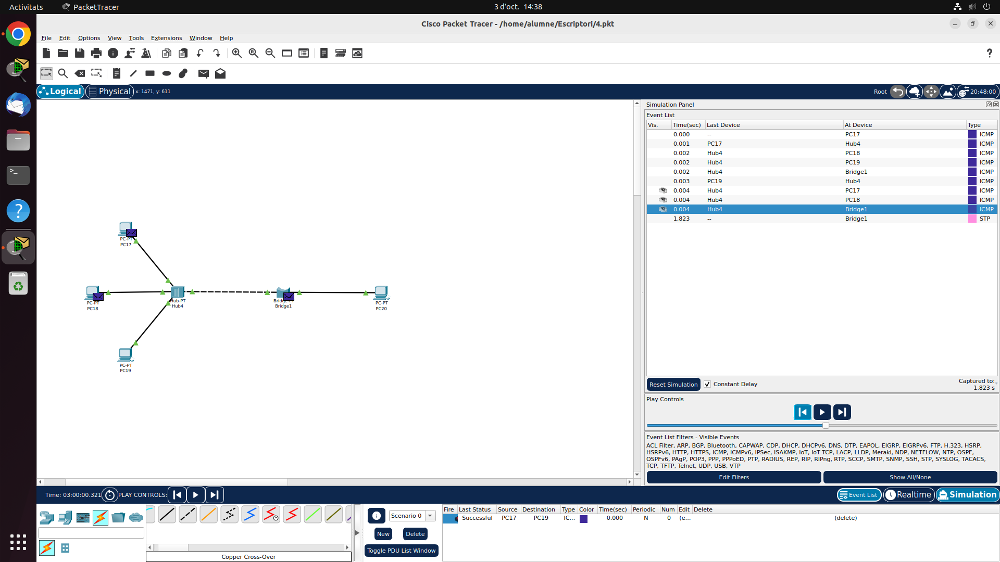 Activitats
PacketTracer
3 d'oct. 14:38
Cisco Packet Tracer - /home/alumne/Escriptori/4.pkt
File Edit Options View Tools Extensions Window Help
Logical
Physical
x: 1471, y: 611
Root
20:48:00
PC-PT
PC17
PC-PT
PC18
Hub-PT
Hub4
Bridge-PT
Bridge1
PC-PT
PC20
PC-PT
PC19
Simulation Panel
Event List
Vis. Time(sec) Last Device At Device Type
0.000 -- PC17 ICMP
0.001 PC17 Hub4 ICMP
0.002 Hub4 PC18 ICMP
0.002 Hub4 PC19 ICMP
0.002 Hub4 Bridge1 ICMP
0.003 PC19 Hub4 ICMP
0.004 Hub4 PC17 ICMP
0.004 Hub4 PC18 ICMP
0.004 Hub4 Bridge1 ICMP
1.823 -- Bridge1 STP
Reset Simulation
Constant Delay
Captured to:
1.823 s
Play Controls
Event List Filters - Visible Events
ACL Filter, ARP, BGP, Bluetooth, CAPWAP, CDP, DHCP, DHCPv6, DNS, DTP, EAPOL, EIGRP, EIGRPv6, FTP, H.323, HSRP,
HSRPv6, HTTP, HTTPS, ICMP, ICMPv6, IPSec, ISAKMP, IoT, IoT TCP, LACP, LLDP, Meraki, NDP, NETFLOW, NTP, OSPF,
OSPFv6, PAgP, POP3, PPP, PPPoED, PTP, RADIUS, REP, RIP, RIPng, RTP, SCCP, SMTP, SNMP, SSH, STP, SYSLOG, TACACS,
TCP, TFTP, Telnet, UDP, USB, VTP
Edit Filters
Show All/None
Time: 03:00:00.321
PLAY CONTROLS:
Event List
Realtime
Simulation
Scenario 0
New
Delete
Toggle PDU List Window
Fire Last Status Source Destination Type Color Time(sec) Periodic Num Edit Delete
Successful PC17 PC19 IC... 0.000 N 0 (e... (delete)
Copper Cross-Over